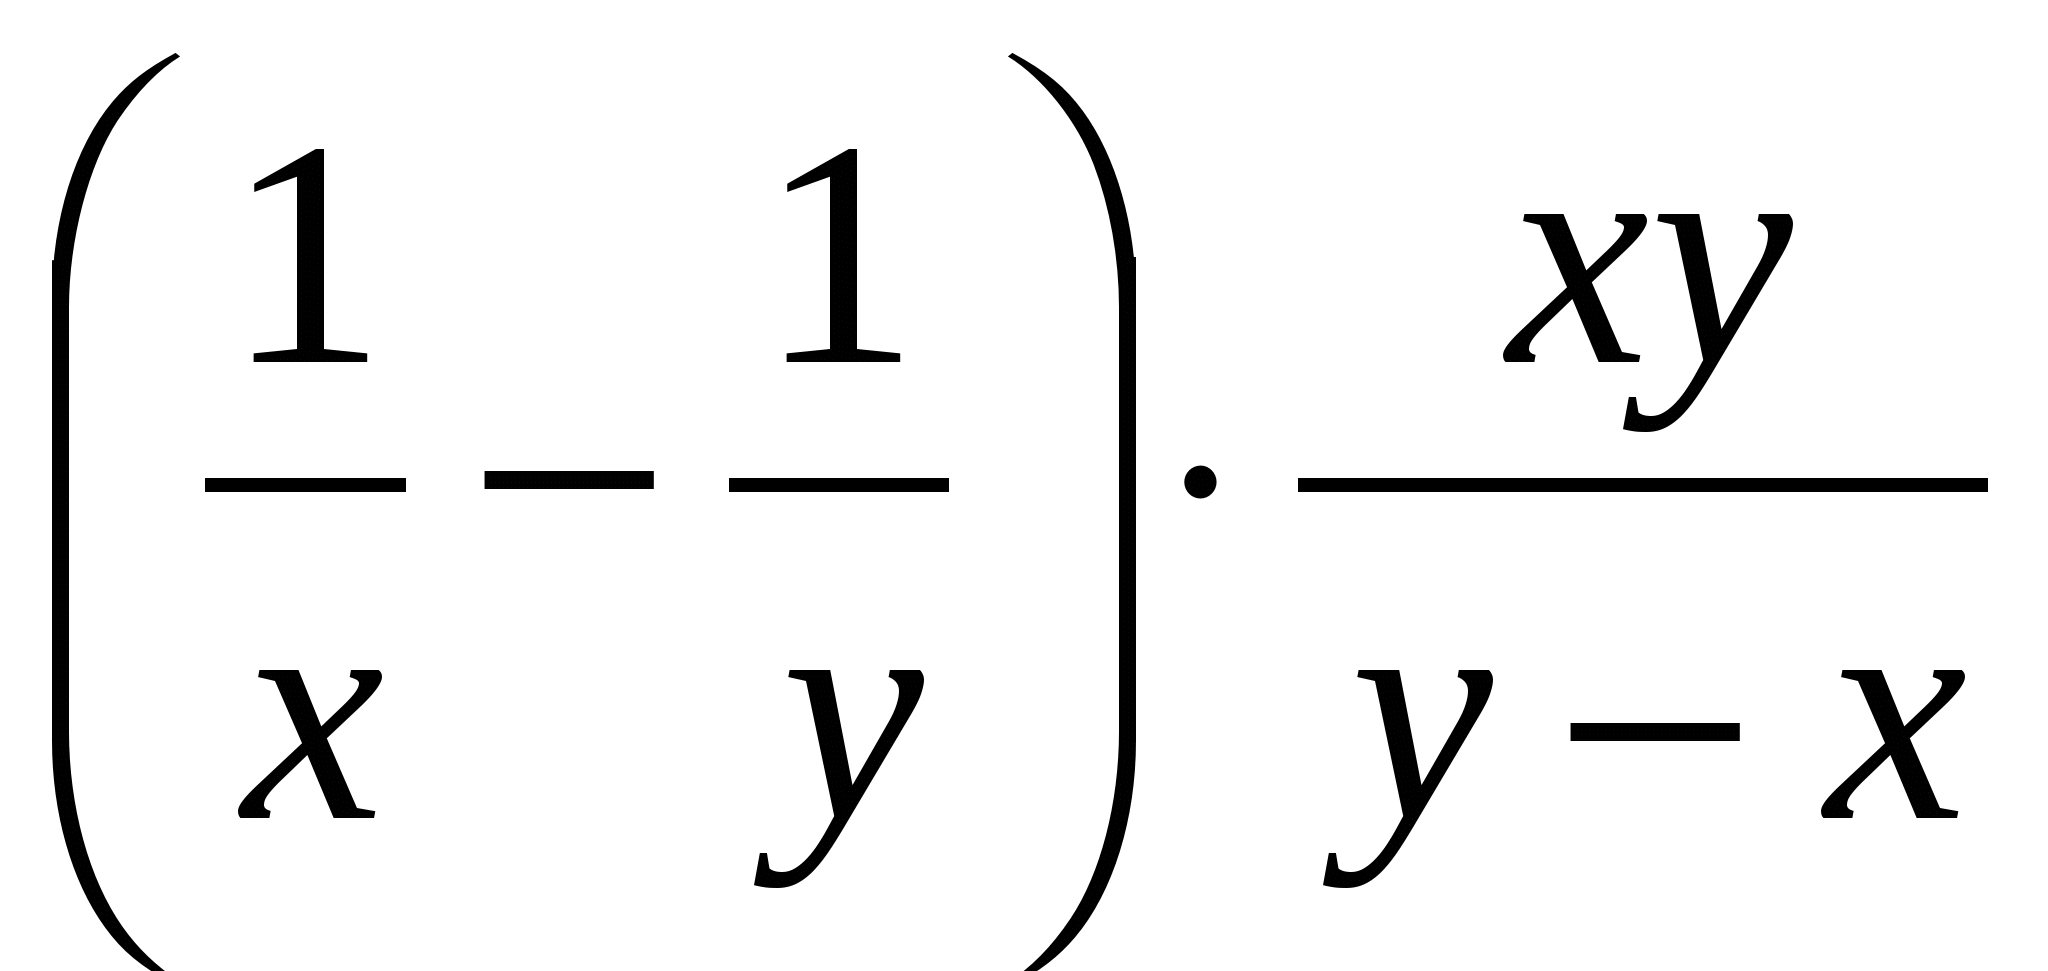 (1/x − 1/y) · xy/(y − x)